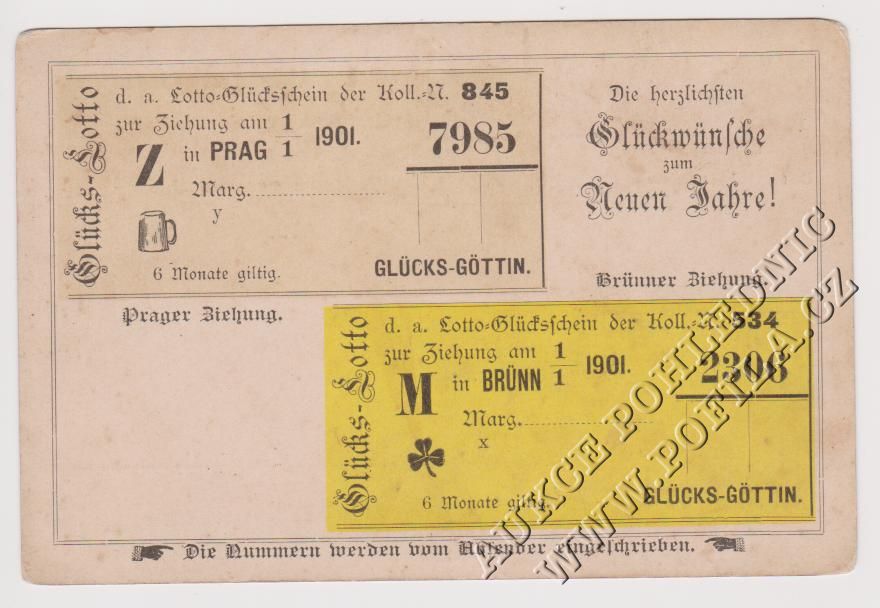 Glücks-Lotto
d. a. Lotto-Glücksschein der Koll.-N. 845
zur Ziehung am 1/1 1901.
Z in PRAG
7985
Marg.
y
6 Monate giltig.
GLÜCKS-GÖTTIN.
Prager Ziehung.
Die herzlichsten
Glückwünsche
zum
Neuen Jahre!
Brünner Ziehung.
Glücks-Lotto
d. a. Lotto-Glücksschein der Koll.-N. 534
zur Ziehung am 1/1 1901.
M in BRÜNN
2306
Marg.
x
6 Monate giltig.
GLÜCKS-GÖTTIN.
Die Nummern werden vom Absender eingeschrieben.
AUKCE POHLEDNIC
WWW.POFILA.CZ